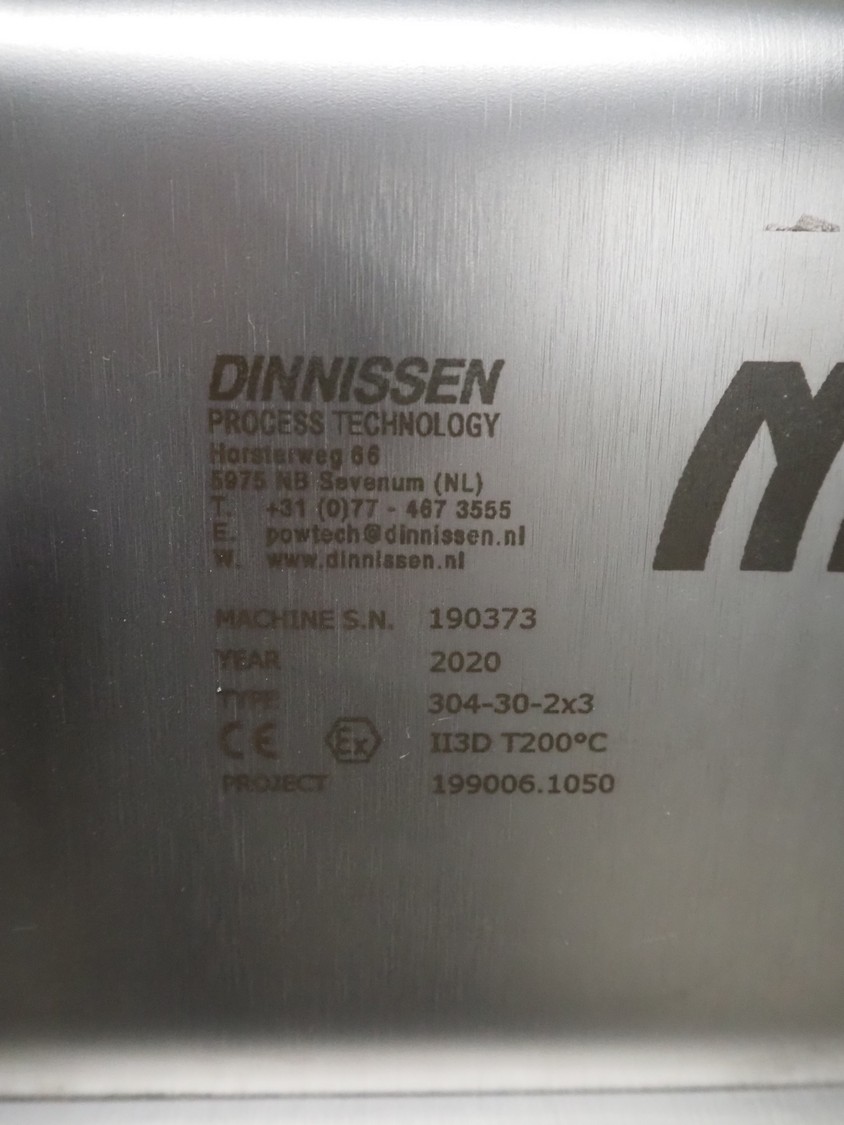 DINNISSEN
PROCESS TECHNOLOGY
Horsterweg 66
5975 NB Sevenum (NL)
T. +31 (0)77 - 467 3555
E. powtech@dinnissen.nl
W. www.dinnissen.nl
MACHINE S.N. 190373
YEAR 2020
TYPE 304-30-2x3
CE Ex II3D T200°C
PROJECT 199006.1050